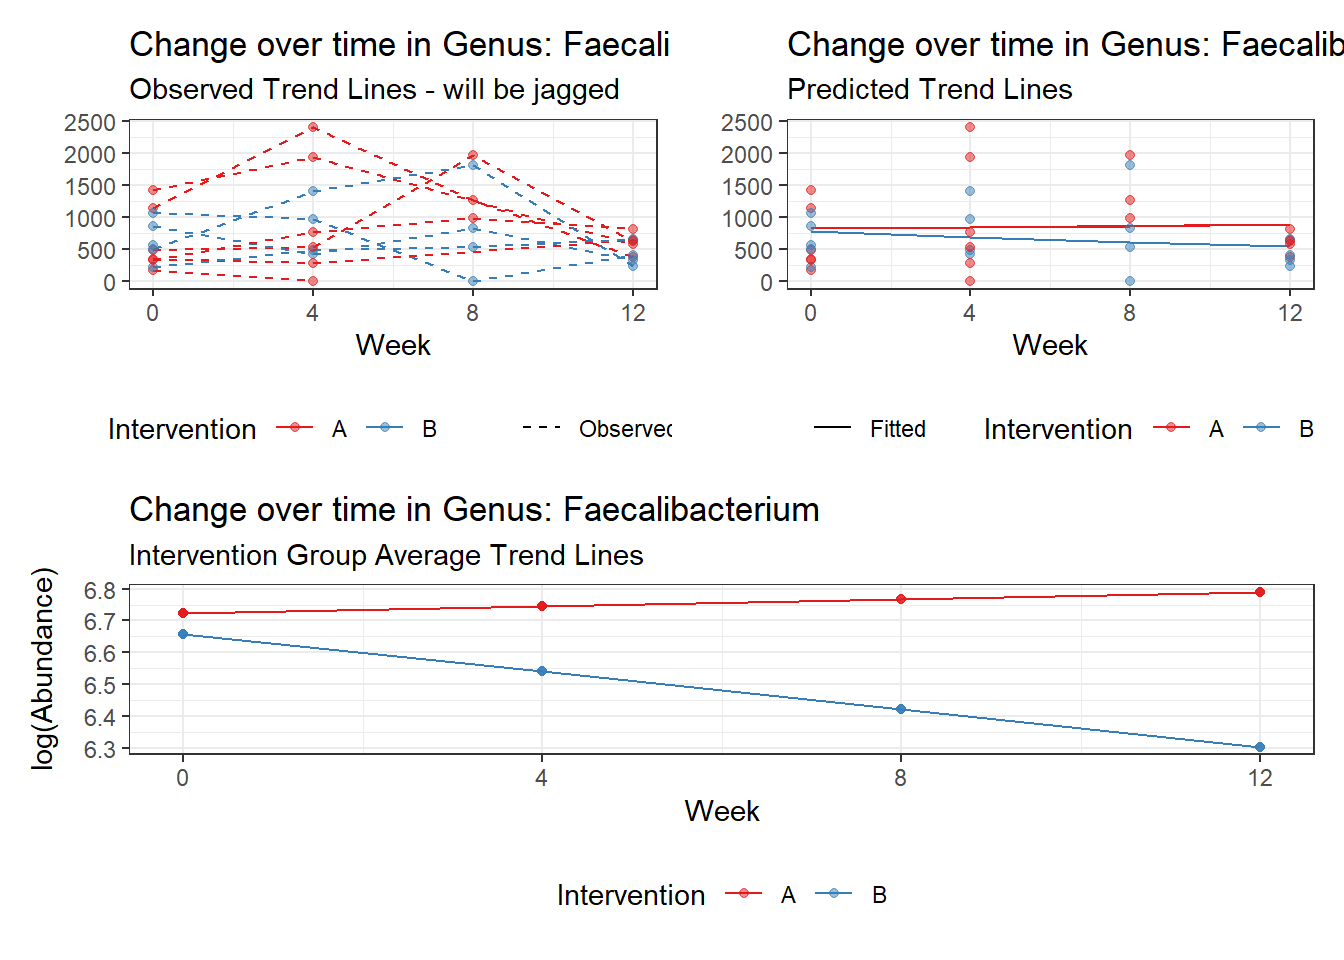 Change over time in Genus: Faecali
Observed Trend Lines - will be jagged
2500
2000
1500
1000
500
0
0 4 8 12
Week
Intervention A B Observed
Change over time in Genus: Faecalib
Predicted Trend Lines
2500
2000
1500
1000
500
0
0 4 8 12
Week
Fitted Intervention A B
Change over time in Genus: Faecalibacterium
Intervention Group Average Trend Lines
log(Abundance)
6.8
6.7
6.6
6.5
6.4
6.3
0 4 8 12
Week
Intervention A B